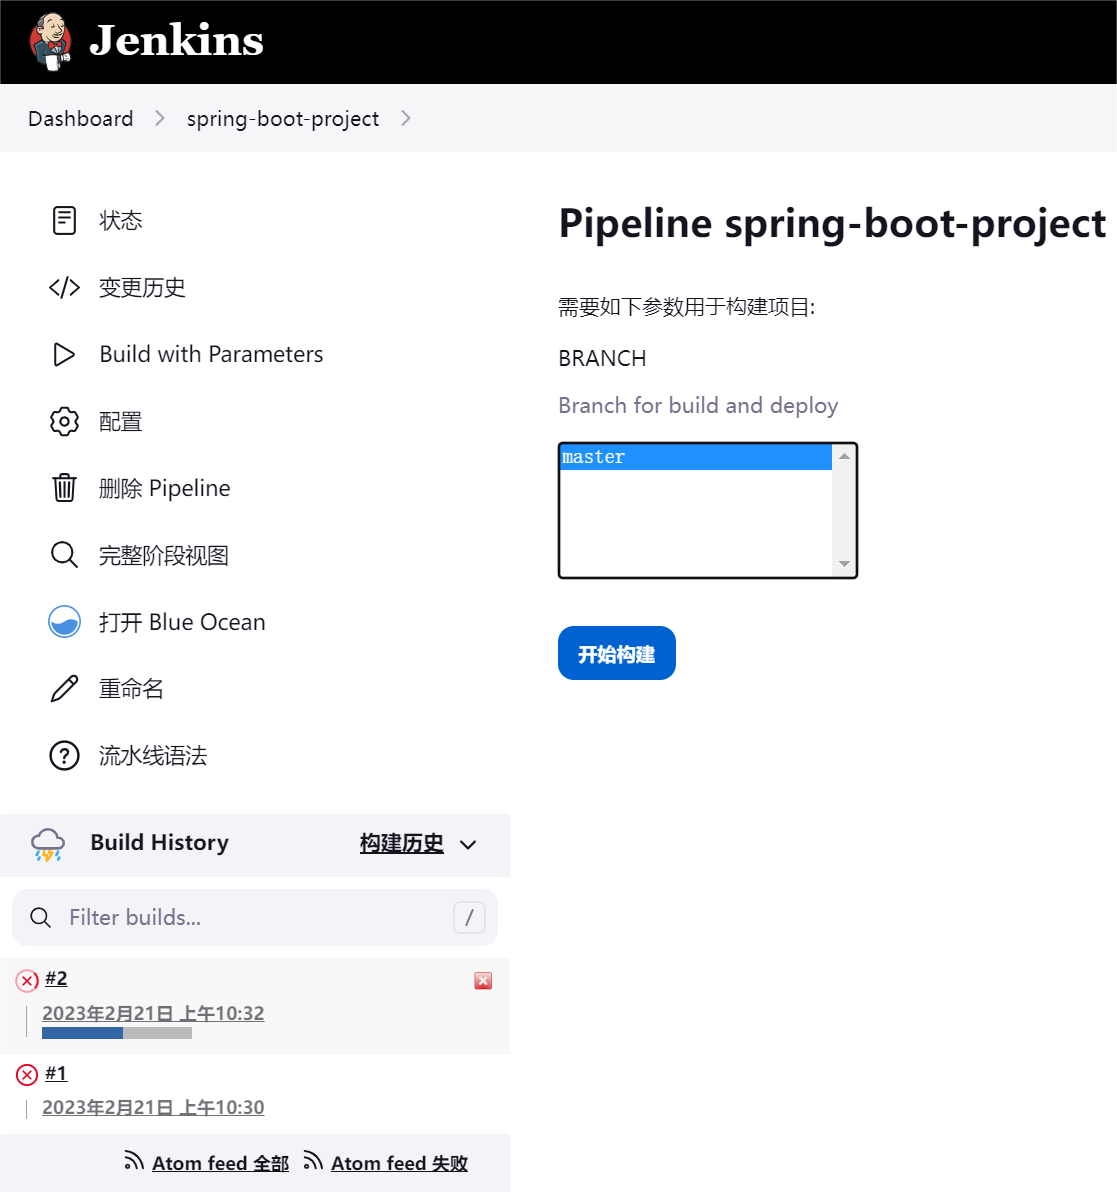 Jenkins
Dashboard
spring-boot-project
状态
变更历史
Build with Parameters
配置
删除 Pipeline
完整阶段视图
打开 Blue Ocean
重命名
流水线语法
Build History
构建历史
Filter builds...
/
#2
2023年2月21日 上午10:32
#1
2023年2月21日 上午10:30
Atom feed 全部
Atom feed 失败
Pipeline spring-boot-project
需要如下参数用于构建项目:
BRANCH
Branch for build and deploy
master
开始构建